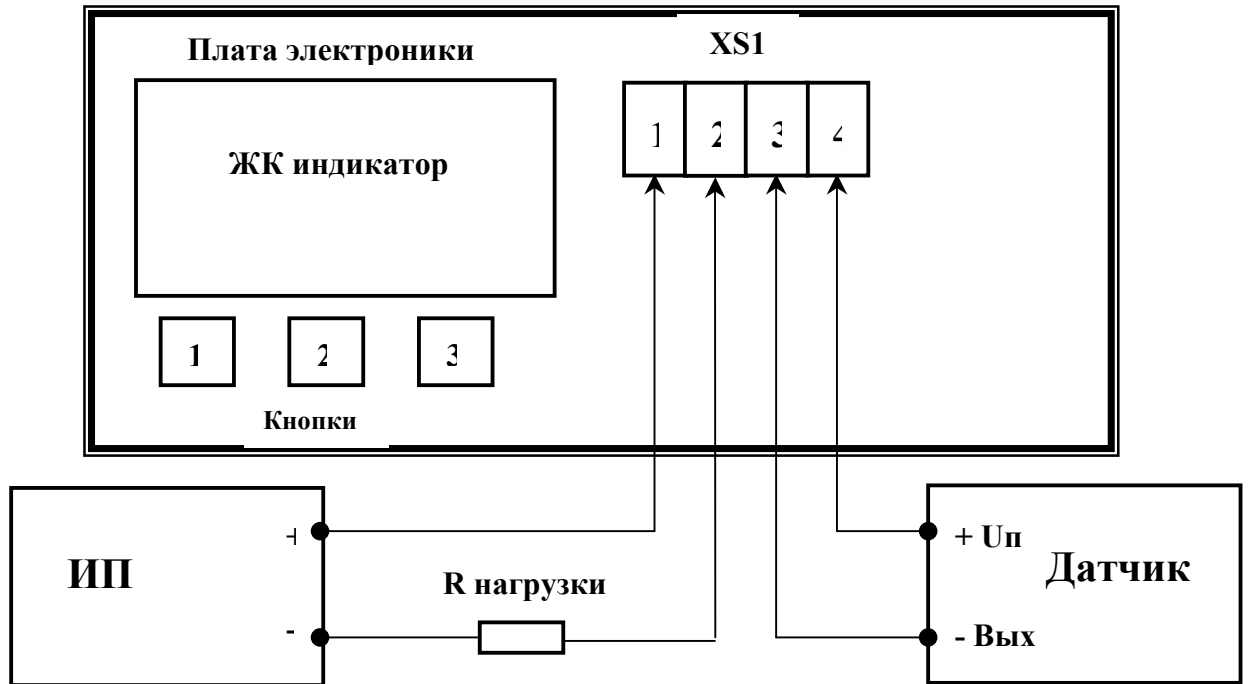 Плата электроники
XS1
1 2 3 4
ЖК индикатор
1 2 3
Кнопки
ИП
+
-
R нагрузки
+ Uп
Датчик
- Вых